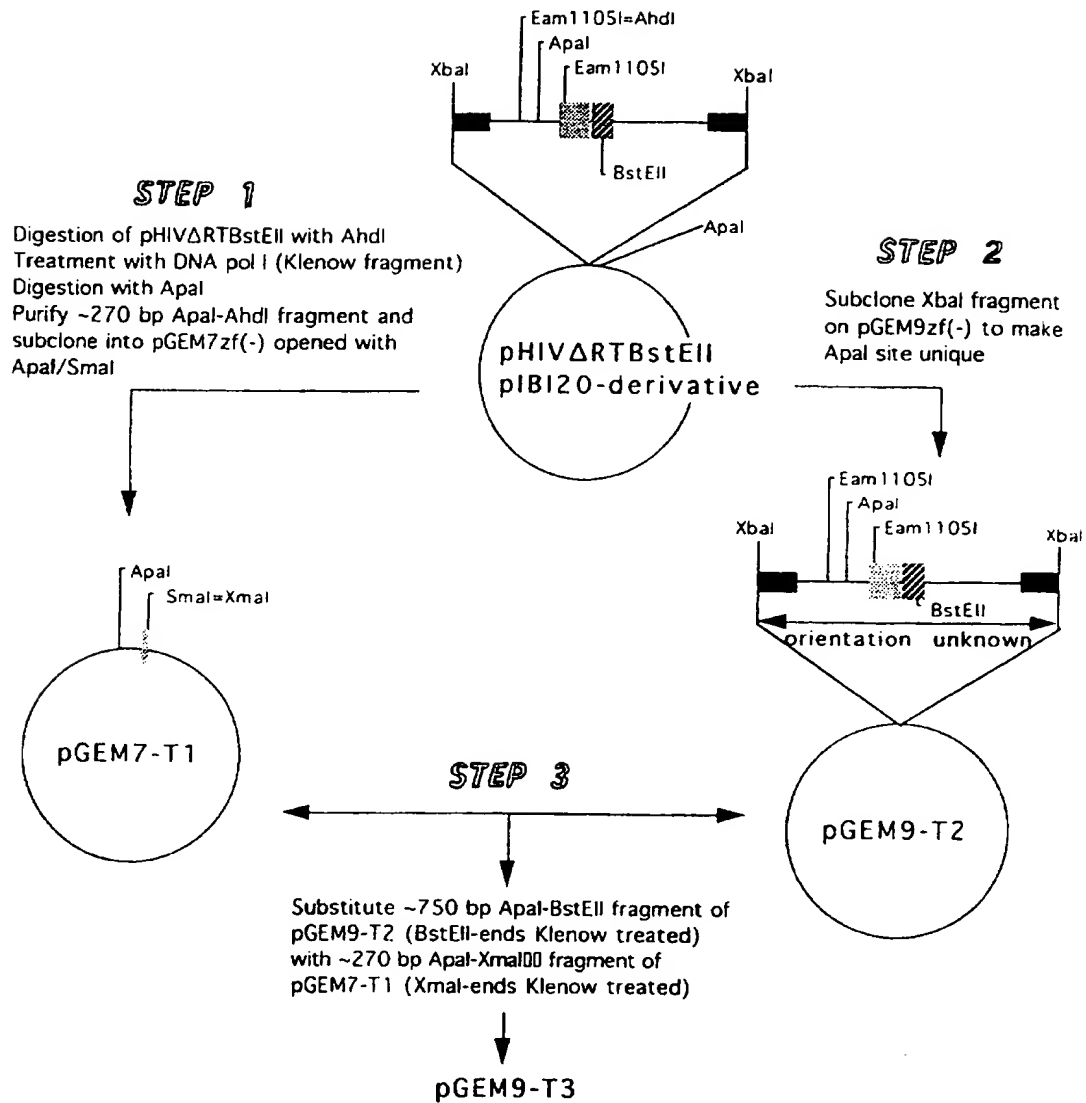 Eam1105I=AhdI
ApaI
Eam1105I
XbaI
XbaI
BstEII
ApaI
STEP 1
Digestion of pHIVΔRTBstEII with AhdI
Treatment with DNA pol I (Klenow fragment)
Digestion with ApaI
Purify ~270 bp ApaI-AhdI fragment and
subclone into pGEM7zf(-) opened with
ApaI/SmaI
pHIVΔRTBstEII
pIBI20-derivative
STEP 2
Subclone XbaI fragment
on pGEM9zf(-) to make
ApaI site unique
Eam1105I
ApaI
Eam1105I
XbaI
XbaI
BstEII
orientation unknown
ApaI
SmaI=XmaI
pGEM7-T1
pGEM9-T2
STEP 3
Substitute ~750 bp ApaI-BstEII fragment of
pGEM9-T2 (BstEII-ends Klenow treated)
with ~270 bp ApaI-XmaI▯▯ fragment of
pGEM7-T1 (XmaI-ends Klenow treated)
pGEM9-T3